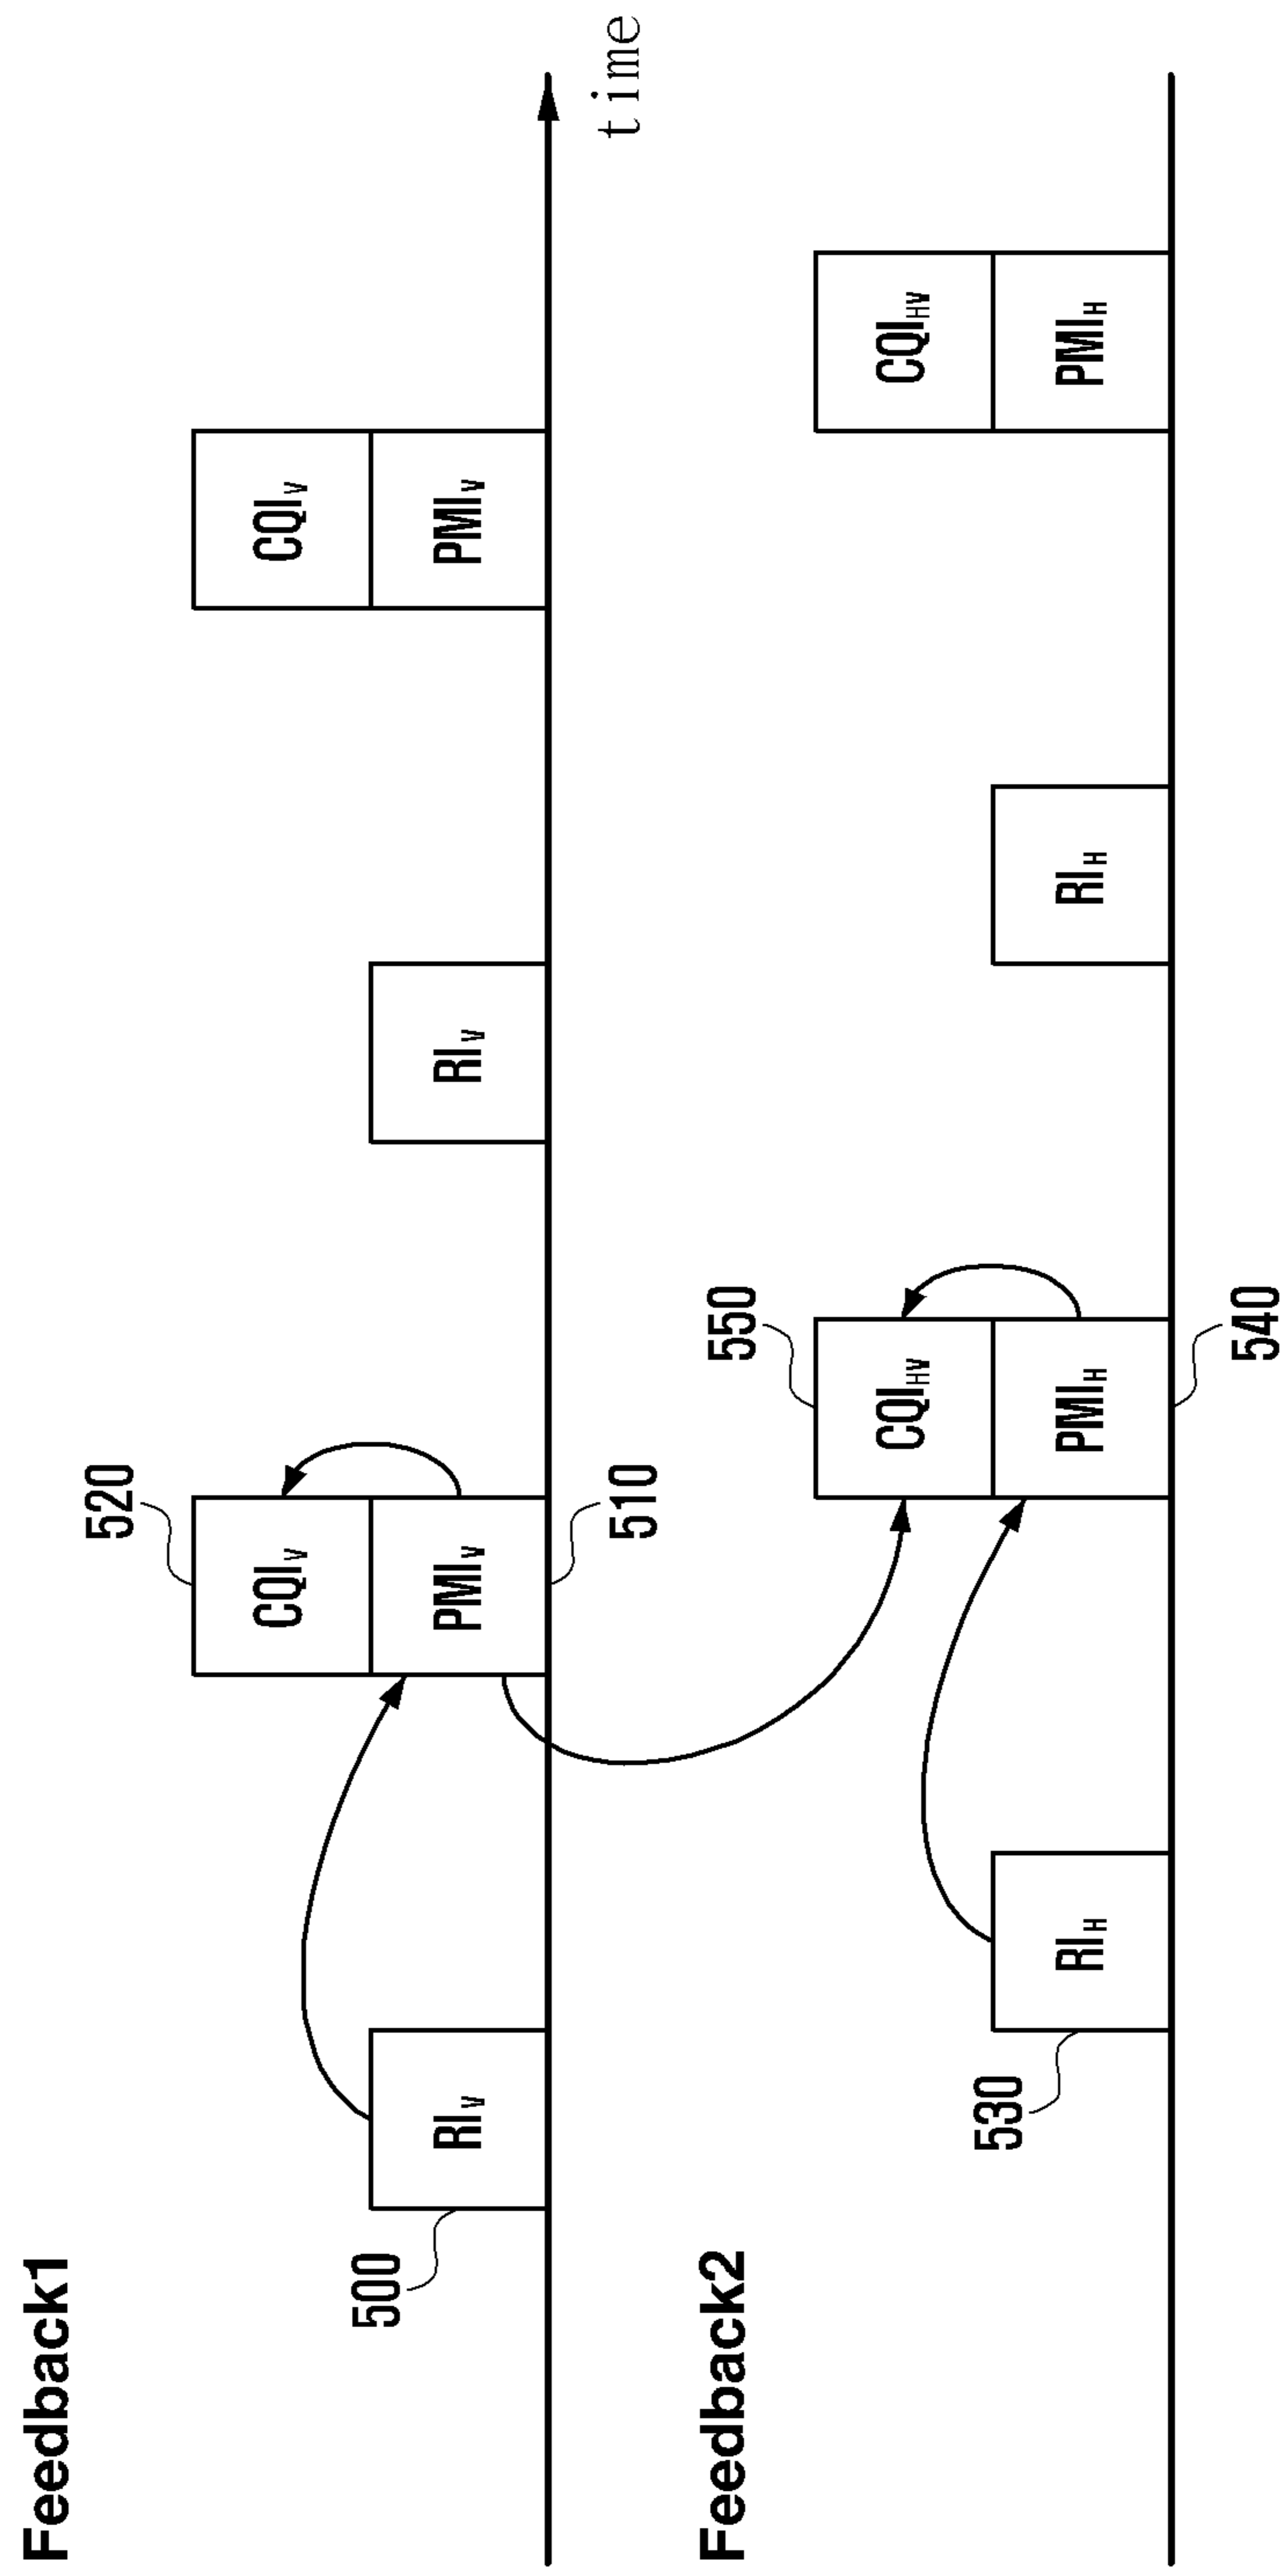 Feedback1
500
RIV
520
CQIV
PMIV
510
RIV
CQIV
PMIV
time
Feedback2
530
RIH
550
CQIHV
PMIH
540
RIH
CQIHV
PMIH